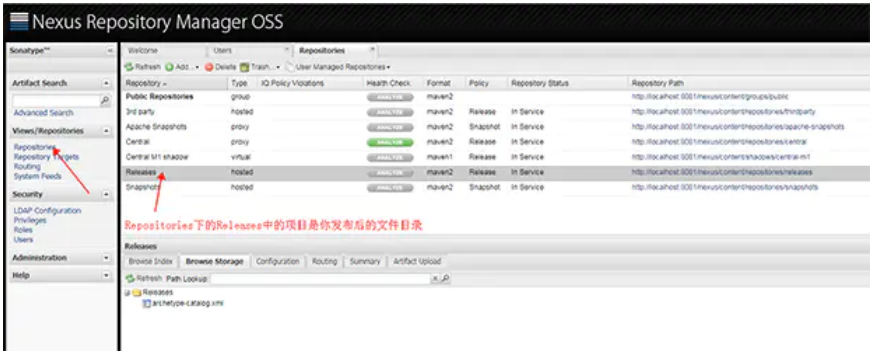 Nexus Repository Manager OSS
Sonatype™
Welcome Users Repositories
Refresh Add... Delete Trash... User Managed Repositories
Artifact Search
Advanced Search
Views/Repositories
Repositories
Repository Targets
Routing
System Feeds
Security
LDAP Configuration
Privileges
Roles
Users
Administration
Help
Repository Type IQ Policy Violations Health Check Format Policy Repository Status Repository Path
Public Repositories group ANALYZE maven2 http://localhost:8081/nexus/content/groups/public
3rd party hosted ANALYZE maven2 Release In Service http://localhost:8081/nexus/content/repositories/thirdparty
Apache Snapshots proxy ANALYZE maven2 Snapshot In Service http://localhost:8081/nexus/content/repositories/apache-snapshots
Central proxy ANALYZE maven2 Release In Service http://localhost:8081/nexus/content/repositories/central
Central M1 shadow virtual ANALYZE maven1 Release In Service http://localhost:8081/nexus/content/shadows/central-m1
Releases hosted ANALYZE maven2 Release In Service http://localhost:8081/nexus/content/repositories/releases
Snapshots hosted ANALYZE maven2 Snapshot In Service http://localhost:8081/nexus/content/repositories/snapshots
Repositories下的Releases中的项目是你发布后的文件目录
Releases
Browse Index Browse Storage Configuration Routing Summary Artifact Upload
Refresh Path Lookup:
Releases
archetype-catalog.xml